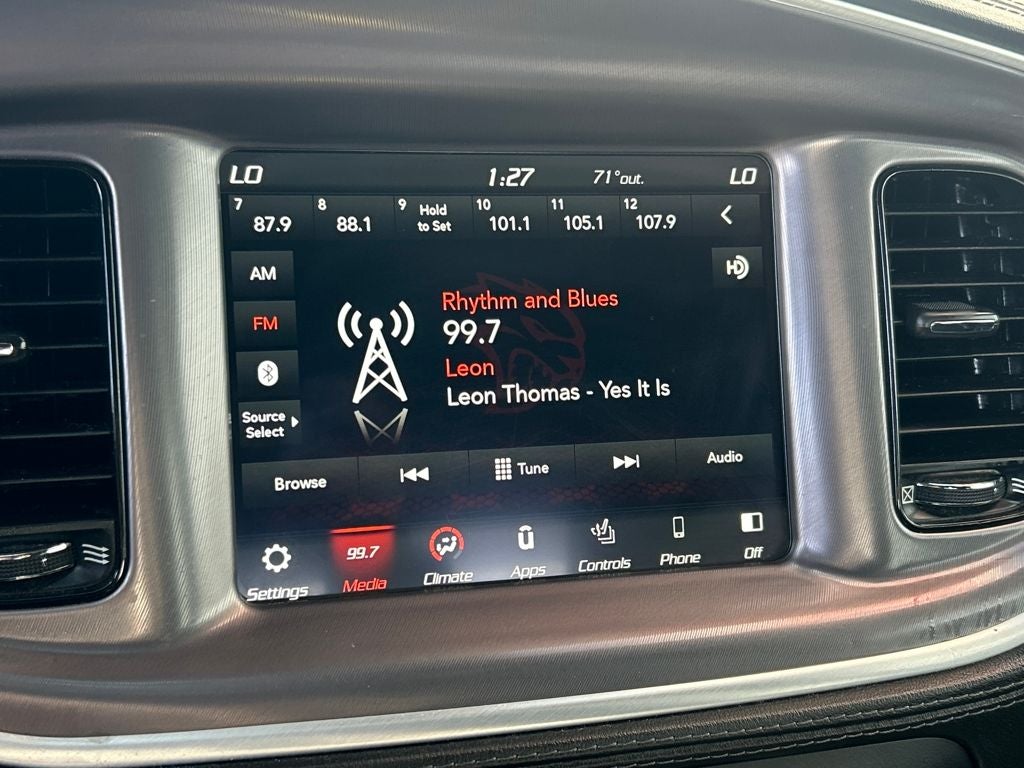 LO 1:27 71°out. LO
7 87.9 8 88.1 9 Hold to Set 10 101.1 11 105.1 12 107.9
AM
FM
Source
Select
HD
Rhythm and Blues
99.7
Leon
Leon Thomas - Yes It Is
Browse Tune Audio
Settings 99.7 Media Climate Apps Controls Phone Off